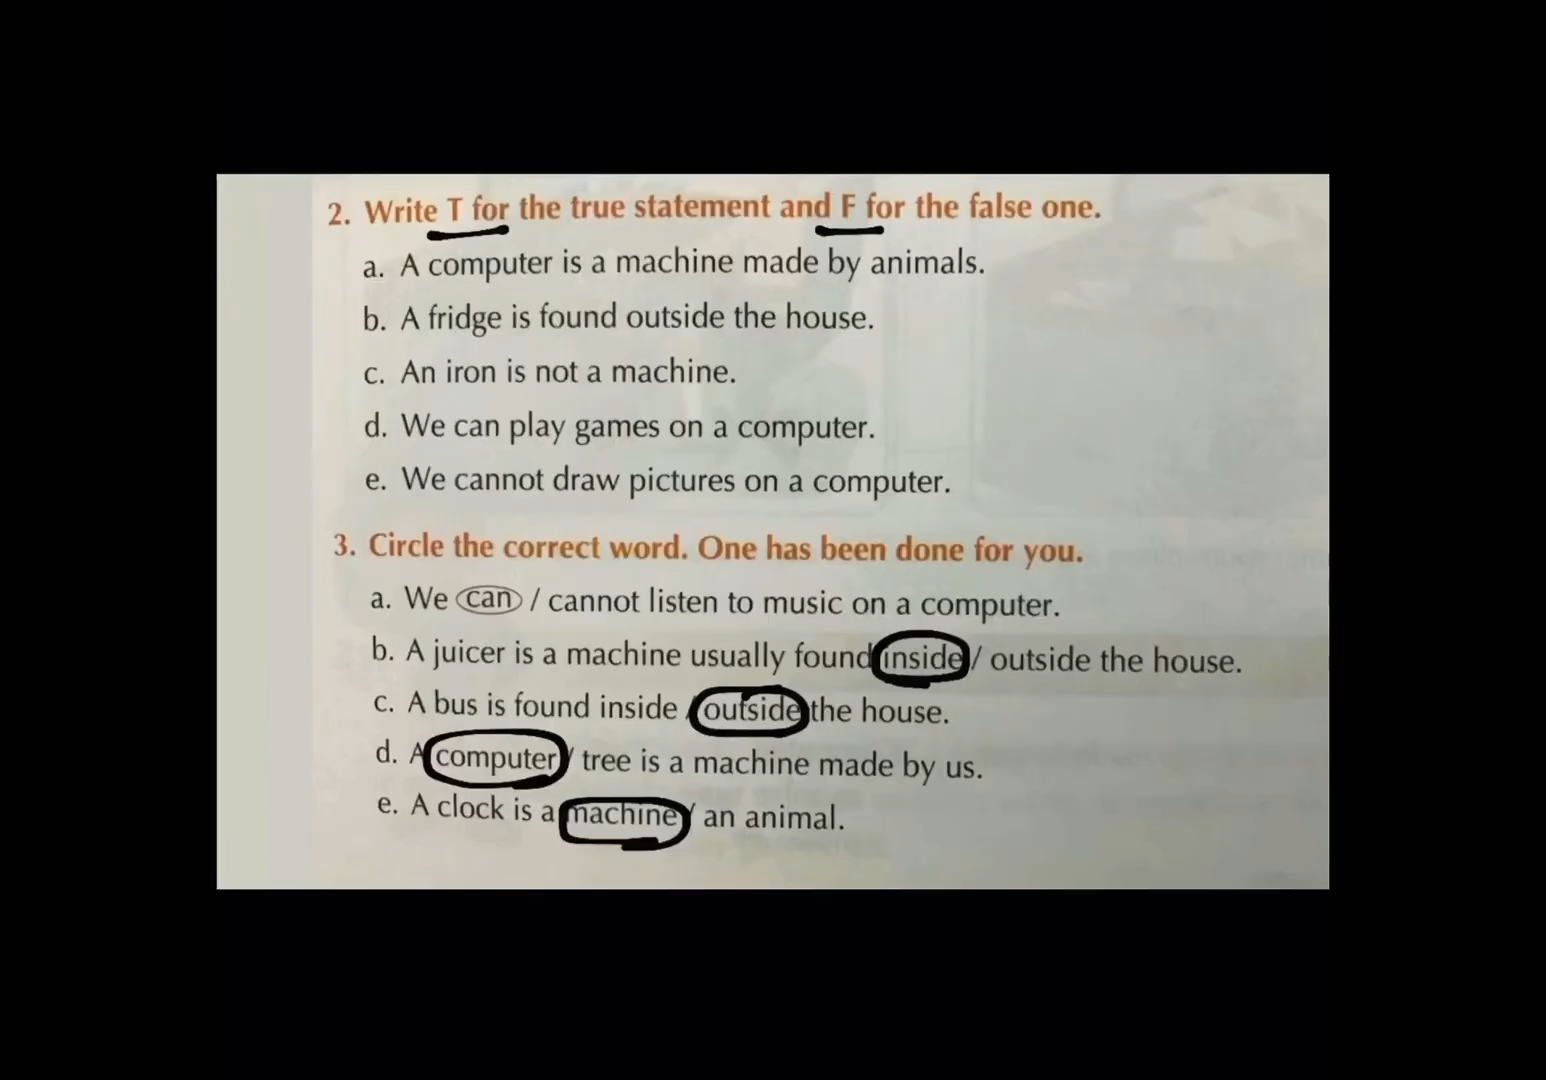 2. Write T for the true statement and F for the false one.
a. A computer is a machine made by animals.
b. A fridge is found outside the house.
c. An iron is not a machine.
d. We can play games on a computer.
e. We cannot draw pictures on a computer.
3. Circle the correct word. One has been done for you.
a. We can / cannot listen to music on a computer.
b. A juicer is a machine usually found inside / outside the house.
c. A bus is found inside / outside the house.
d. A computer / tree is a machine made by us.
e. A clock is a machine / an animal.